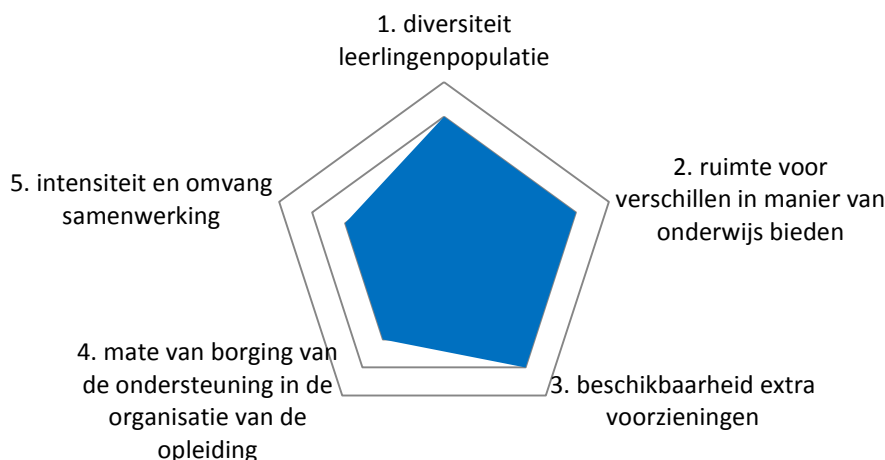 1. diversiteit
leerlingenpopulatie
2. ruimte voor
verschillen in manier van
onderwijs bieden
3. beschikbaarheid extra
voorzieningen
4. mate van borging van
de ondersteuning in de
organisatie van de
opleiding
5. intensiteit en omvang
samenwerking